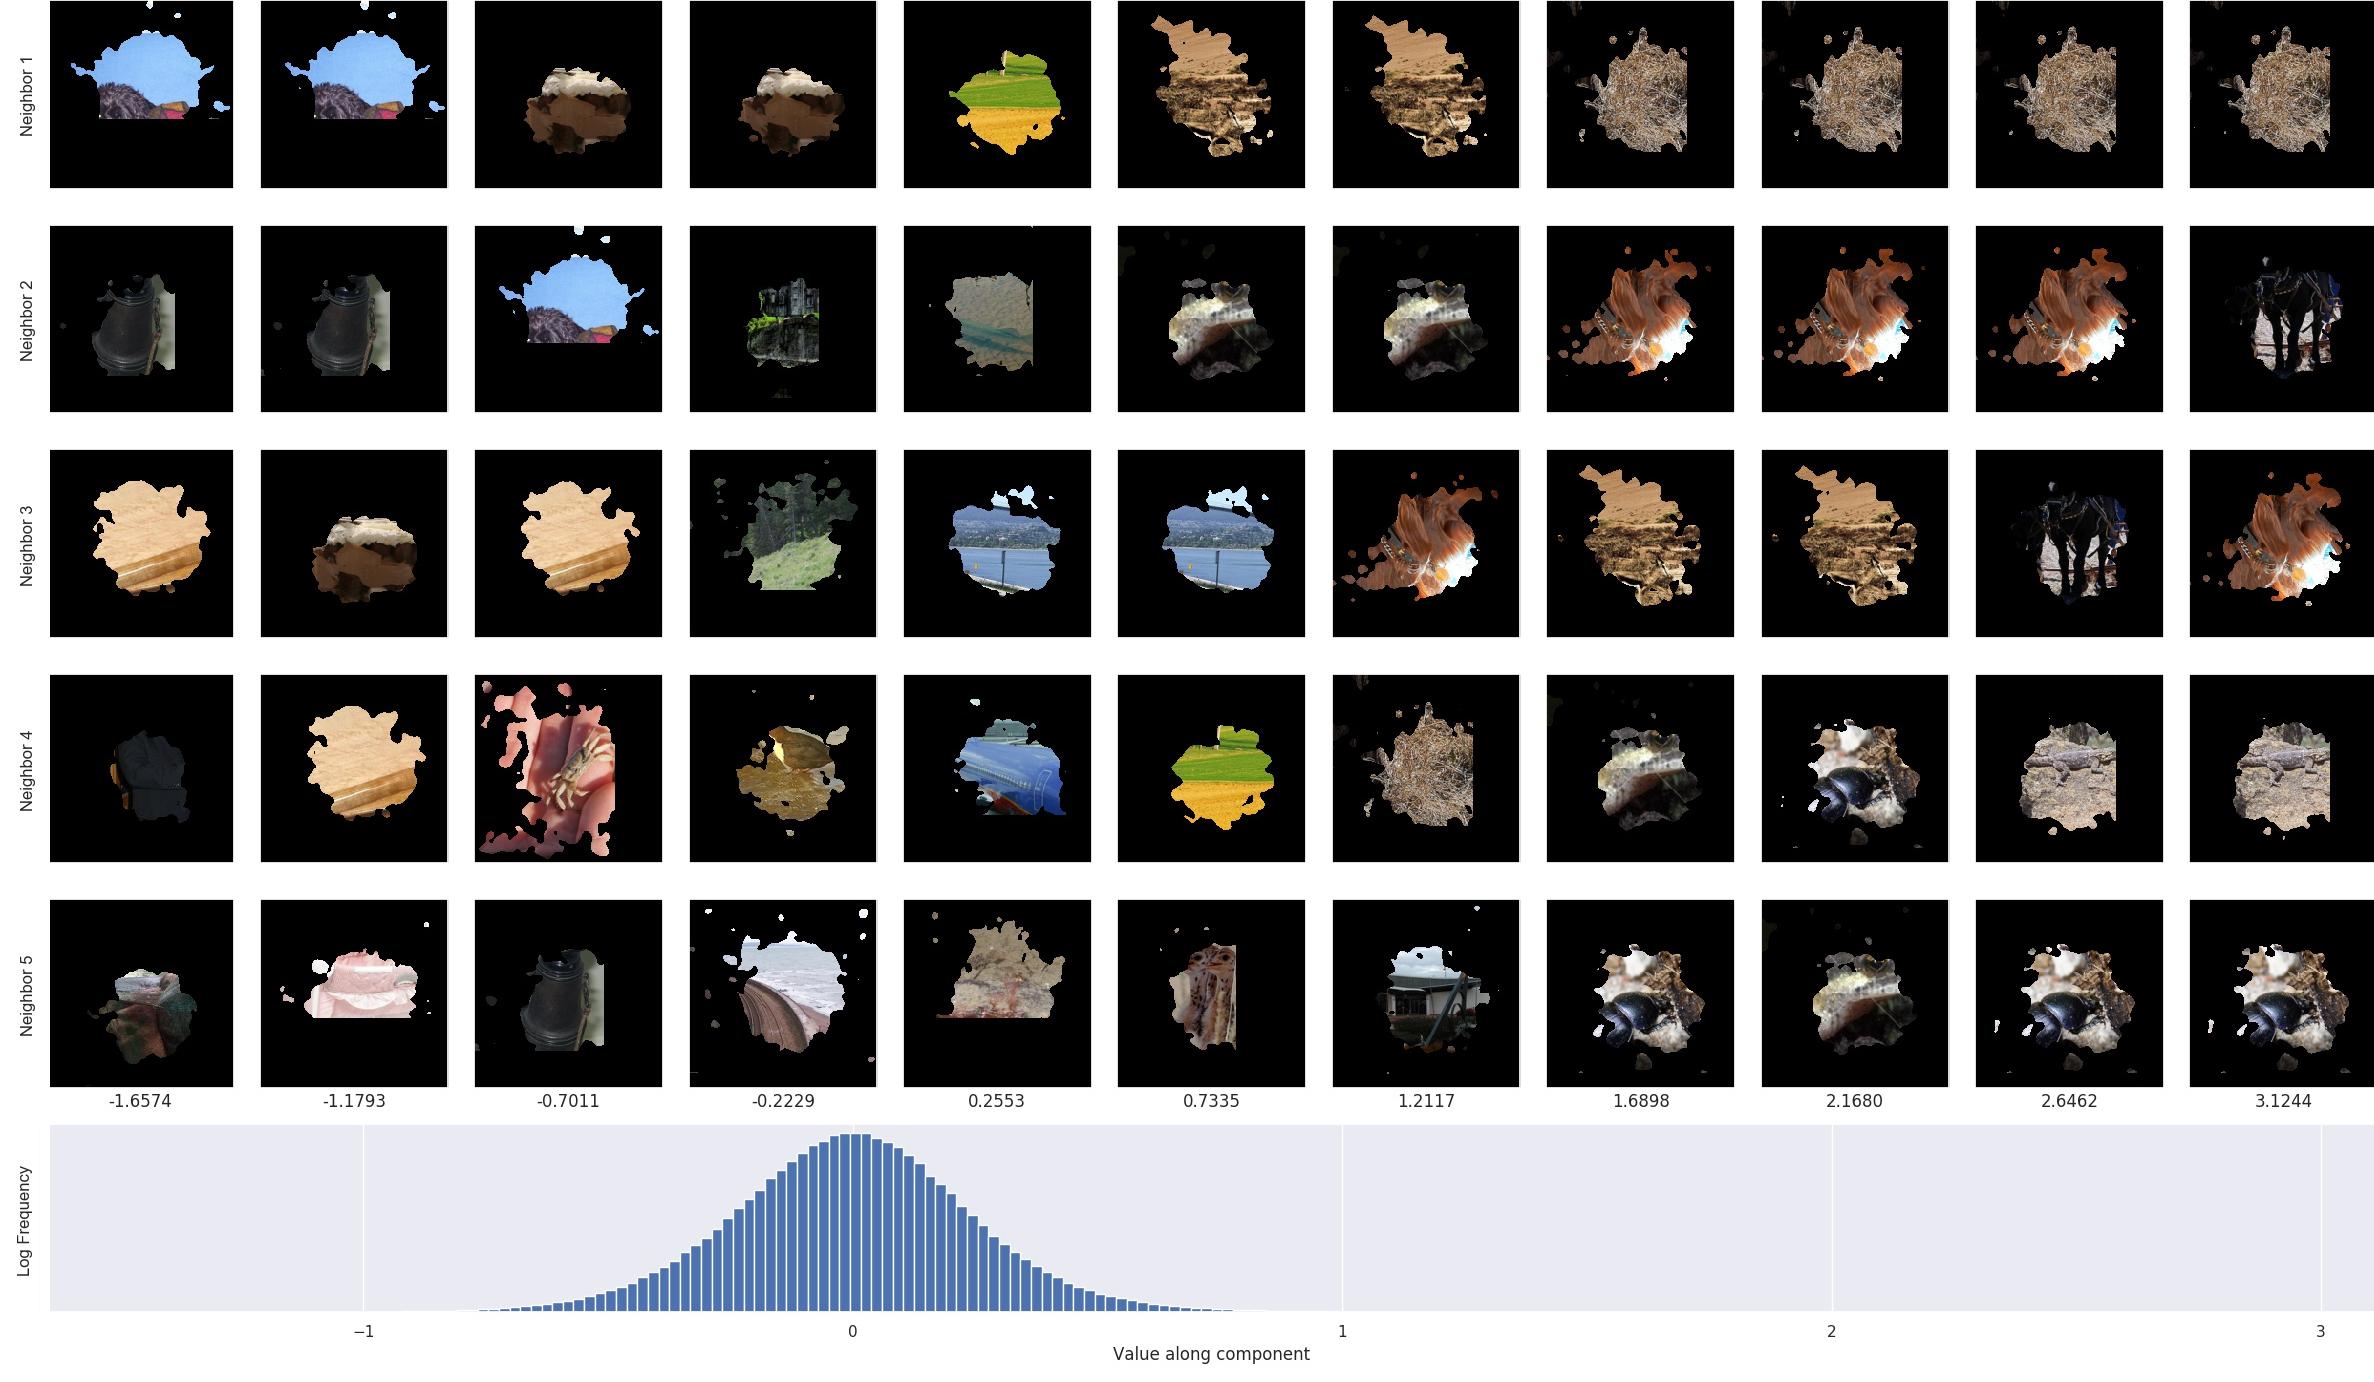 Neighbor 1
Neighbor 2
Neighbor 3
Neighbor 4
Neighbor 5
-1.6574 -1.1793 -0.7011 -0.2229 0.2553 0.7335 1.2117 1.6898 2.1680 2.6462 3.1244
Log Frequency
−1 0 1 2 3
Value along component